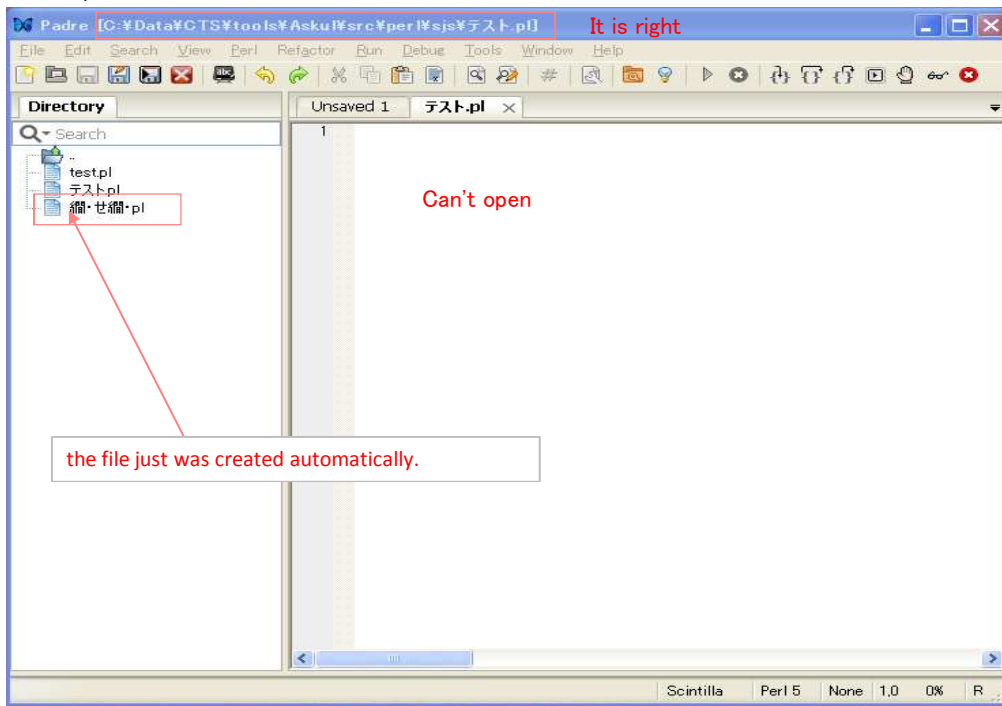 Padre [C:¥Data¥CTS¥tools¥Askul¥src¥perl¥sjs¥テスト.pl]
It is right
File Edit Search View Perl Refactor Run Debug Tools Window Help
Directory
Unsaved 1 テスト.pl
Search
1
..
test.pl
テスト.pl
繝・せ繝・pl
Can't open
the file just was created automatically.
Scintilla Perl 5 None 1,0 0% R